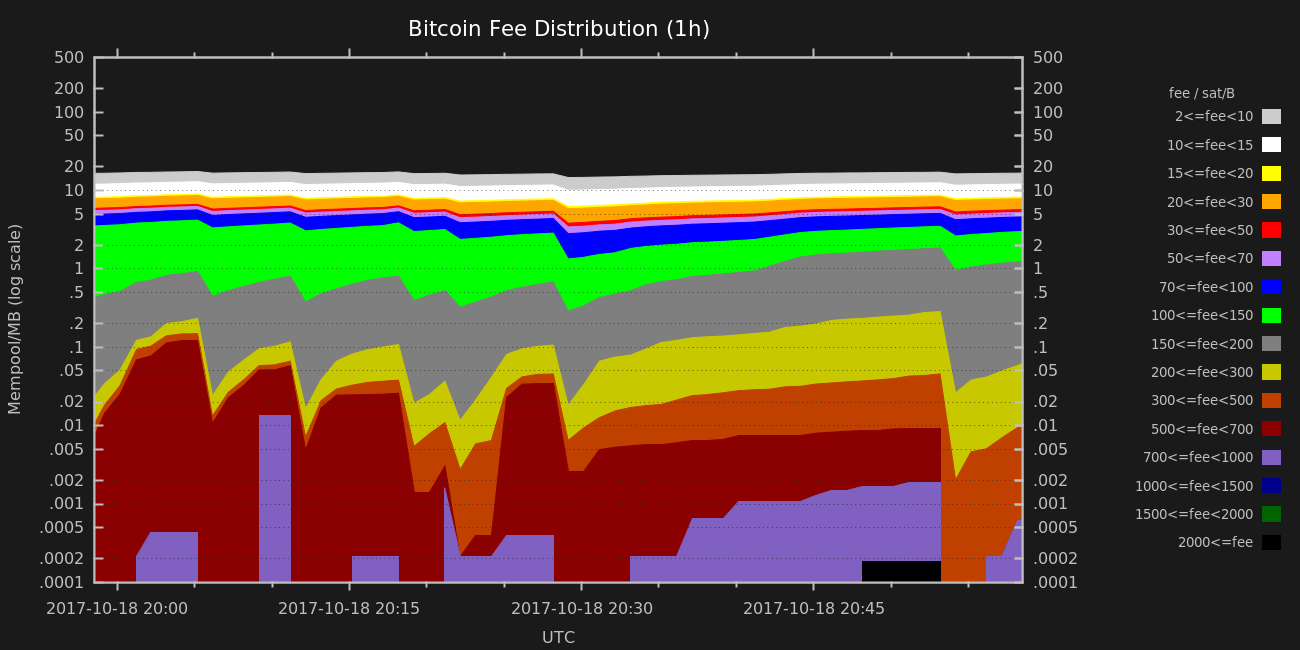 Bitcoin Fee Distribution (1h)
500 500
200 200
100 100
50 50
20 20
10 10
5 5
2 2
1 1
.5 .5
.2 .2
.1 .1
.05 .05
.02 .02
.01 .01
.005 .005
.002 .002
.001 .001
.0005 .0005
.0002 .0002
.0001 .0001
Mempool/MB (log scale)
2017-10-18 20:00 2017-10-18 20:15 2017-10-18 20:30 2017-10-18 20:45
UTC
fee / sat/B
2<=fee<10
10<=fee<15
15<=fee<20
20<=fee<30
30<=fee<50
50<=fee<70
70<=fee<100
100<=fee<150
150<=fee<200
200<=fee<300
300<=fee<500
500<=fee<700
700<=fee<1000
1000<=fee<1500
1500<=fee<2000
2000<=fee